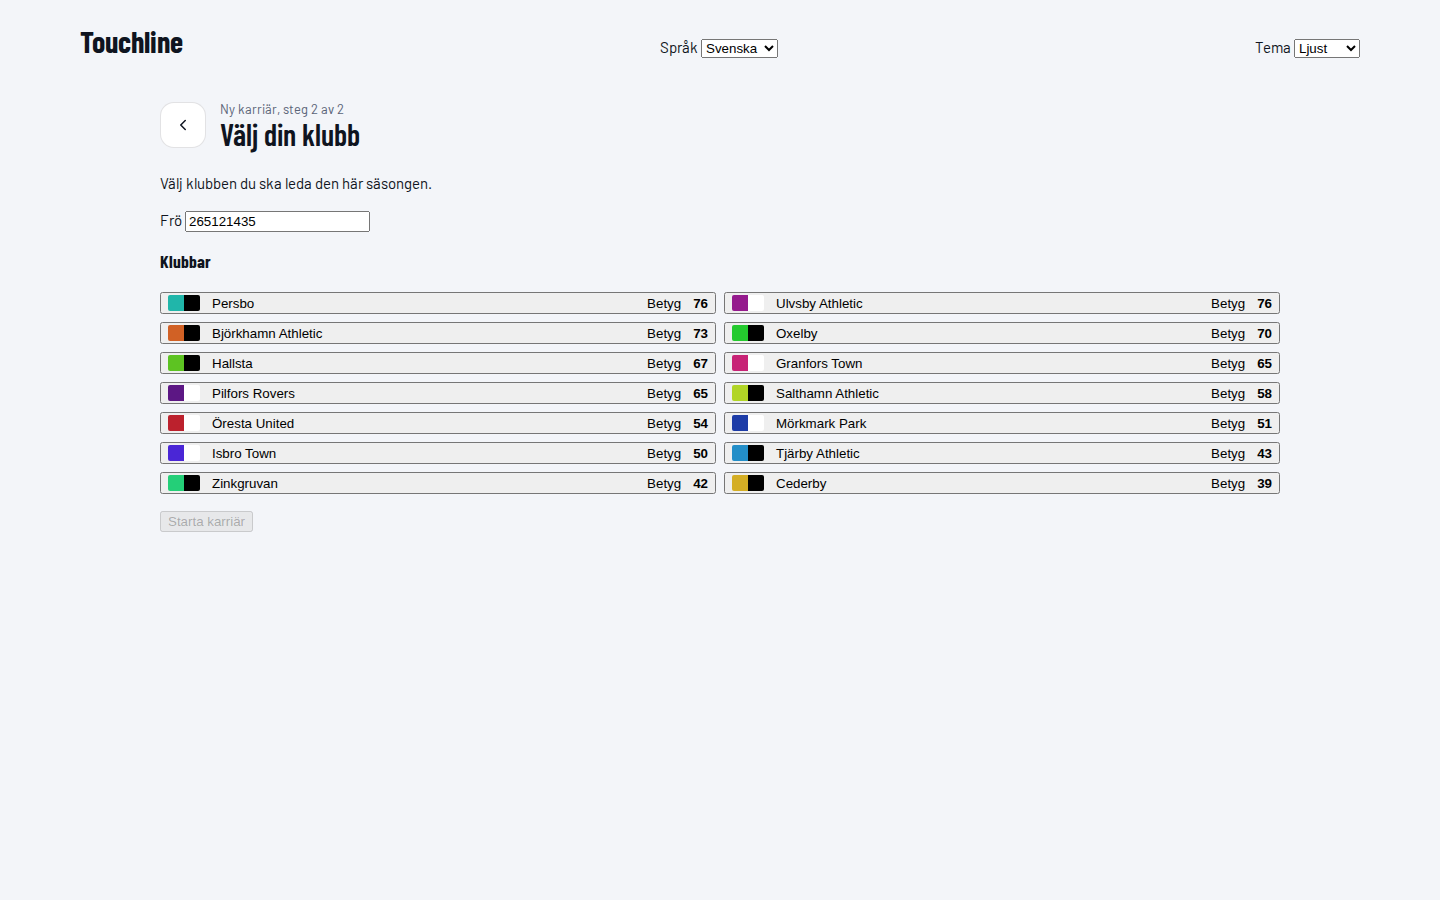 Touchline
Språk Svenska
Tema Ljust
Ny karriär, steg 2 av 2
Välj din klubb
Välj klubben du ska leda den här säsongen.
Frö 265121435
Klubbar
Persbo Betyg 76
Ulvsby Athletic Betyg 76
Björkhamn Athletic Betyg 73
Oxelby Betyg 70
Hallsta Betyg 67
Granfors Town Betyg 65
Pilfors Rovers Betyg 65
Salthamn Athletic Betyg 58
Öresta United Betyg 54
Mörkmark Park Betyg 51
Isbro Town Betyg 50
Tjärby Athletic Betyg 43
Zinkgruvan Betyg 42
Cederby Betyg 39
Starta karriär